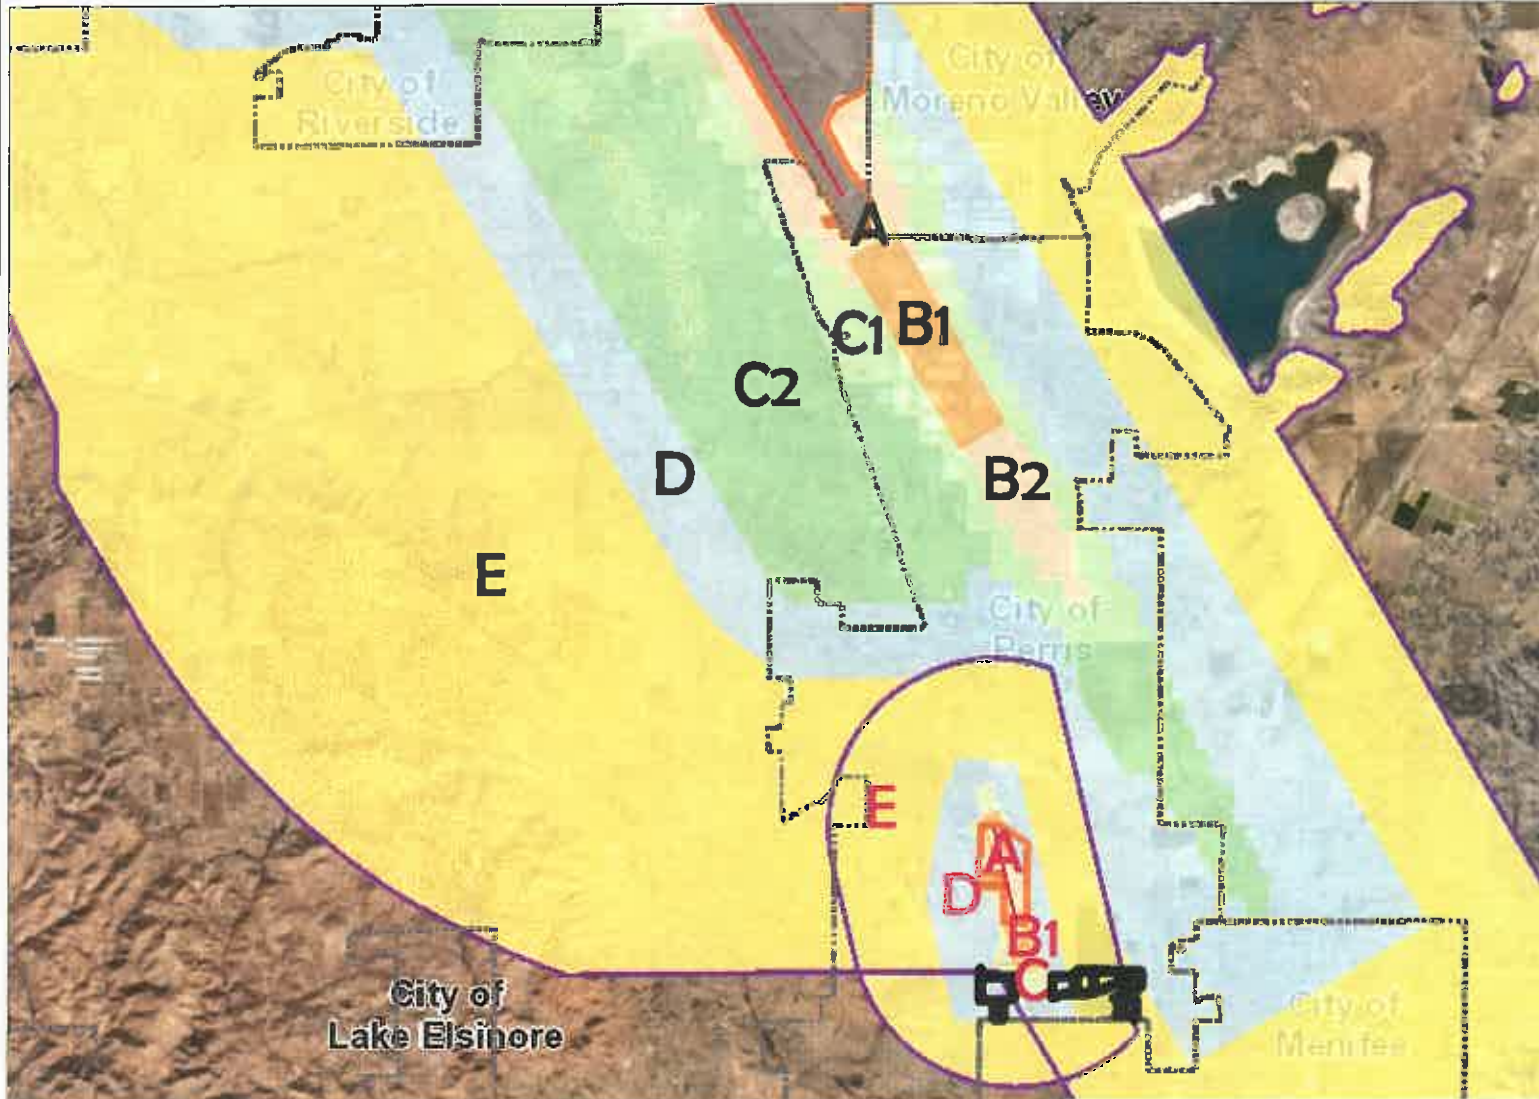 City of
Riverside
City of
Moreno Valley
A
C1
B1
C2
D
B2
E
City of
Perris
E
A
D
B1
C
City of
Lake Elsinore
City of
Menifee